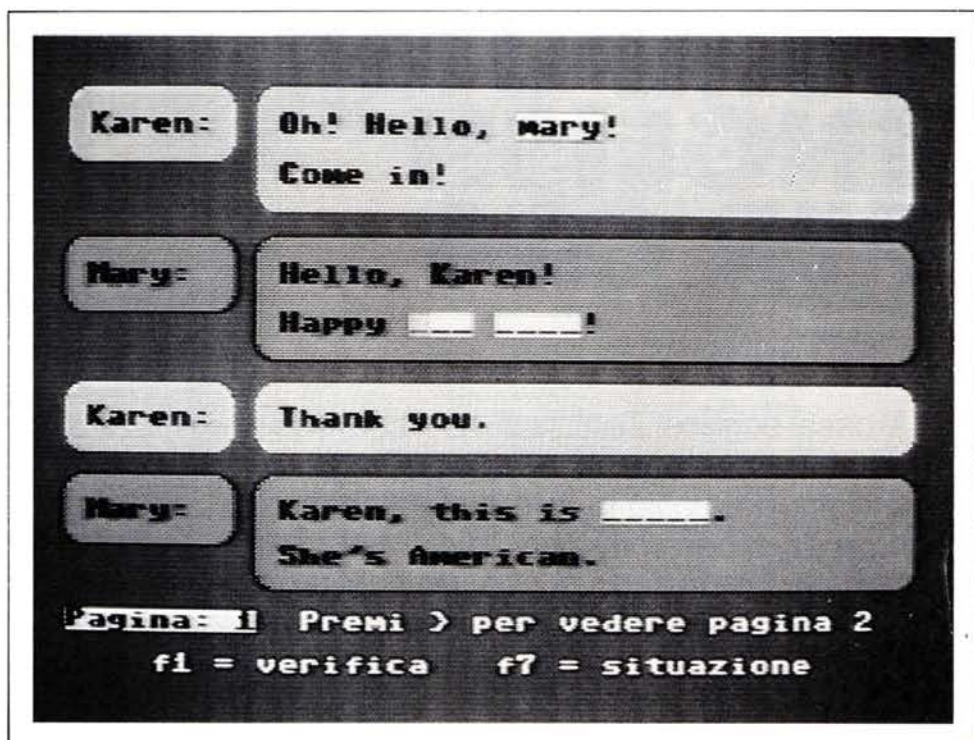 Karen: Oh! Hello, mary!
Come in!
Mary: Hello, Karen!
Happy ___ ____!
Karen: Thank you.
Mary: Karen, this is _____.
She's American.
Pagina: 1 Premi > per vedere pagina 2
f1 = verifica f7 = situazione